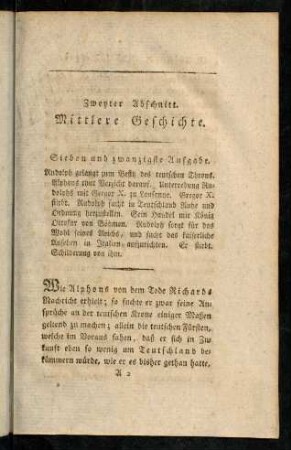 Zweyter Abschnitt.
Mittlere Geschichte.
Sieben und zwanzigste Aufgabe.
Rudolph gelangt zum Besitz des teutschen Throns.
Alphons thut Verzicht darauf. Unterredung Ru-
dolphs mit Gregor X. zu Lausanne. Gregor X.
stirbt. Rudolph sucht in Teutschland Ruhe und
Ordnung herzustellen. Sein Handel mit König
Ottokar von Böhmen. Rudolph sorgt für das
Wohl seines Reichs, und sucht das kaiserliche
Ansehen in Italien aufzurichten. Er stirbt.
Schilderung von ihm.
Wie Alphons von dem Tode Richards
Nachricht erhielt; so suchte er zwar seine An-
sprüche an der teutschen Krone einiger Maßen
geltend zu machen; allein die teutschen Fürsten,
welche im Voraus sahen, daß er sich in Zu-
kunft eben so wenig um Teutschland be-
kümmern würde, wie er es bisher gethan hatte,
A 2